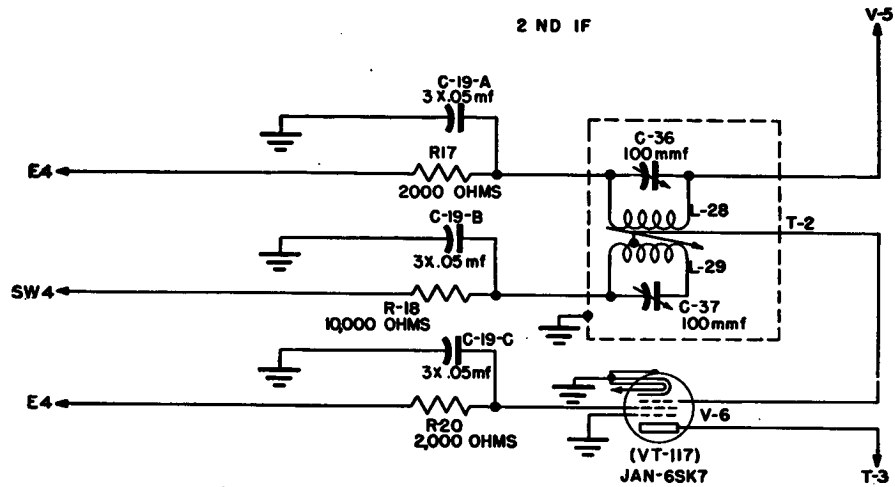 2 ND IF
V-5
C-19-A
3 X.05mf
C-36
100mmf
R17
E4
2000 OHMS
L-28
C-19-B
T-2
3X.05mf
L-29
SW4
R-18
C-37
10,000 OHMS
100mmf
C-19-C
3X.05mf
E4
R20
V-6
2,000 OHMS
(VT-117)
JAN-6SK7
T-3